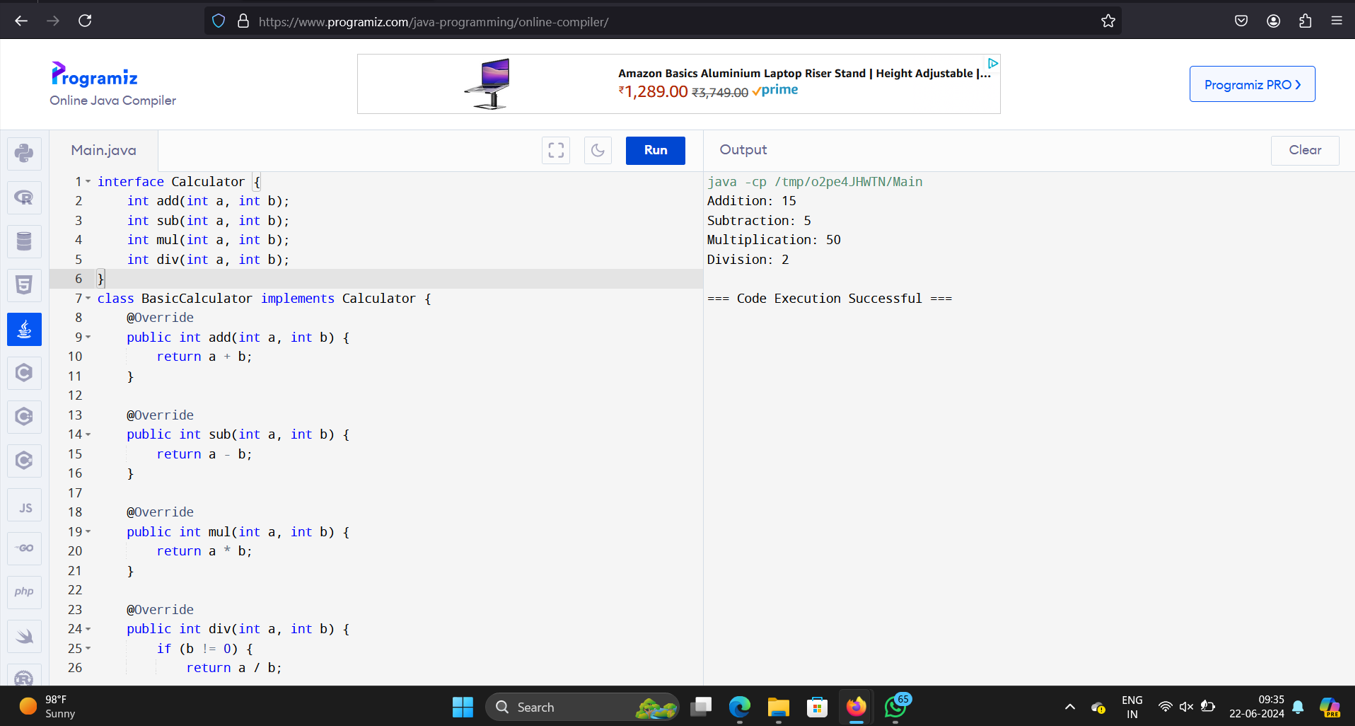 https://www.programiz.com/java-programming/online-compiler/
Programiz
Online Java Compiler
Amazon Basics Aluminium Laptop Riser Stand | Height Adjustable |...
₹1,289.00 ₹3,749.00 prime
Programiz PRO
Main.java
Run
Output
Clear
1 interface Calculator {
2 int add(int a, int b);
3 int sub(int a, int b);
4 int mul(int a, int b);
5 int div(int a, int b);
6 }
7 class BasicCalculator implements Calculator {
8 @Override
9 public int add(int a, int b) {
10 return a + b;
11 }
12
13 @Override
14 public int sub(int a, int b) {
15 return a - b;
16 }
17
18 @Override
19 public int mul(int a, int b) {
20 return a * b;
21 }
22
23 @Override
24 public int div(int a, int b) {
25 if (b != 0) {
26 return a / b;
java -cp /tmp/o2pe4JHWTN/Main
Addition: 15
Subtraction: 5
Multiplication: 50
Division: 2
=== Code Execution Successful ===
R
5
C
C
C
JS
GO
php
R
98°F
Sunny
Search
65
PRE
ENG
IN
09:35
22-06-2024